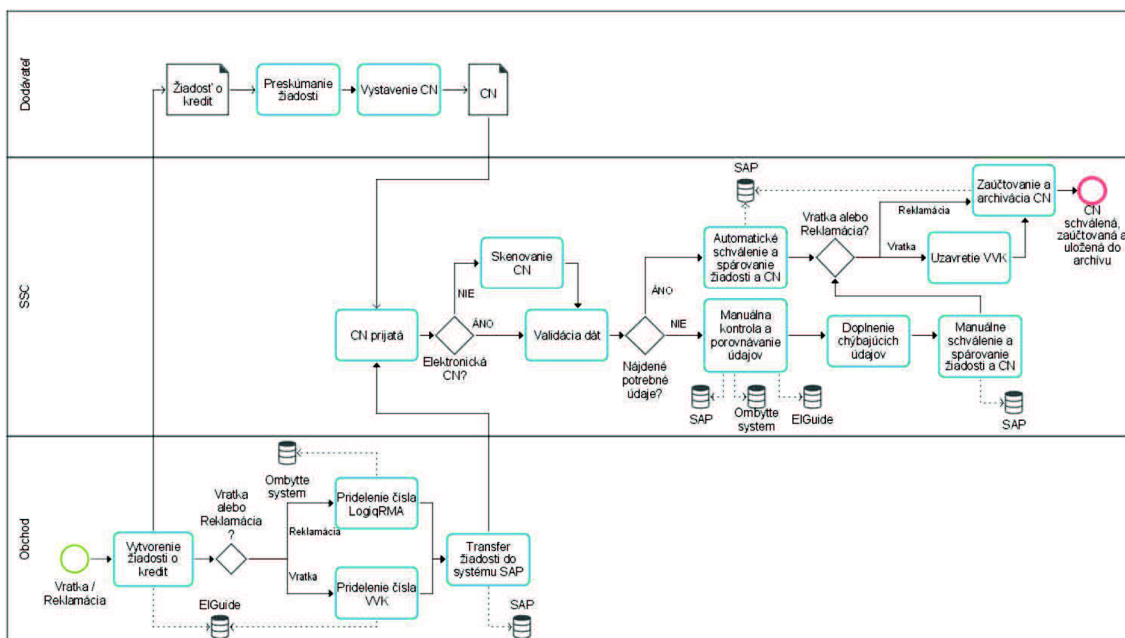 Dodávateľ
Žiadosť o
kredit
Preskúmanie
žiadosti
Vystavenie CN
CN
SSC
SAP
Zaúčtovanie a
archivácia CN
CN
schválená,
zaúčtovaná a
uložená do
archívu
Vratka alebo
Reklamácia?
Reklamácia
Vratka
Uzavretie VVK
Automatické
schválenie a
spárovanie
žiadosti a CN
Skenovanie
CN
NIE
ÁNO
CN prijatá
ÁNO
Elektronická
CN?
Validácia dát
NIE
Nájdené
potrebné
údaje?
Manuálna
kontrola a
porovnávanie
údajov
Doplnenie
chýbajúcich
údajov
Manuálne
schválenie a
spárovanie
žiadosti a CN
SAP
Ombytte
system
ElGuide
SAP
Obchod
Ombytte
system
Vratka
alebo
Reklamácia
?
Pridelenie čísla
LogiqRMA
Reklamácia
Vytvorenie
žiadosti o
kredit
Transfer
žiadosti do
systému SAP
Vratka
Pridelenie čísla
VVK
Vratka /
Reklamácia
ElGuide
SAP